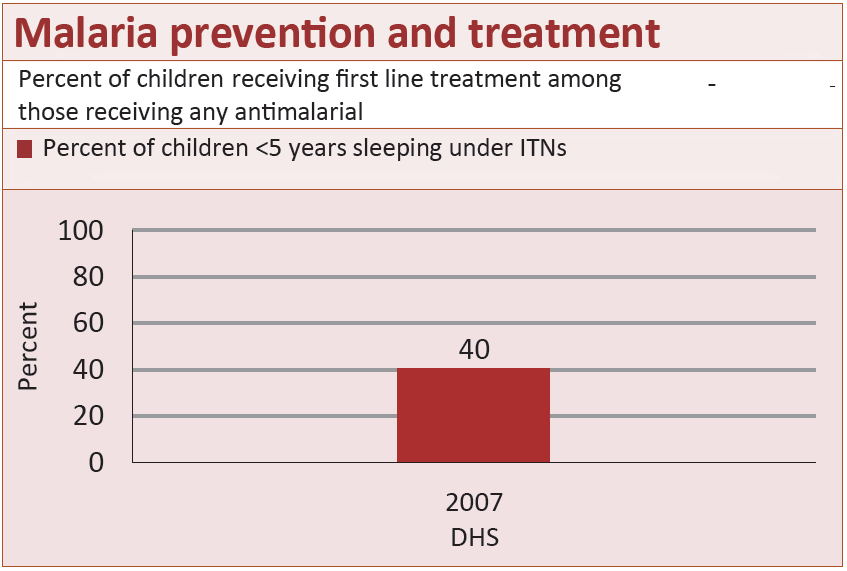 Malaria prevention and treatment
Percent of children receiving first line treatment among - -
those receiving any antimalarial
Percent of children <5 years sleeping under ITNs
100
80
60
40
20
0
Percent
40
2007
DHS